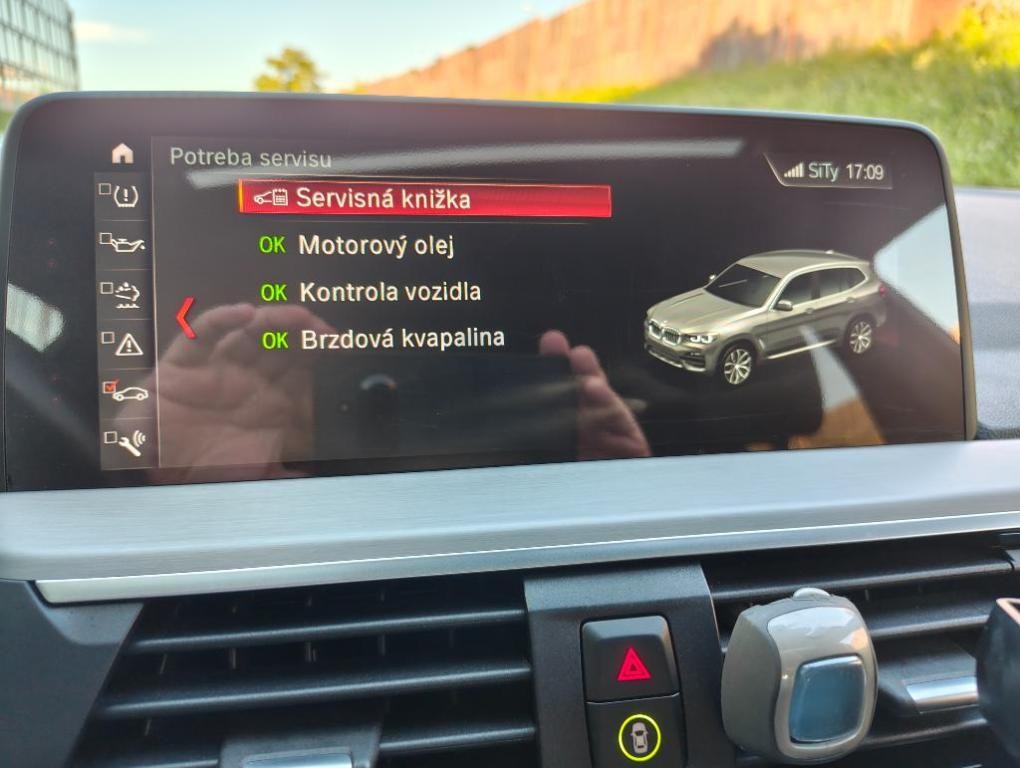 Potreba servisu
SiTy 17:09
Servisná knižka
OK Motorový olej
OK Kontrola vozidla
OK Brzdová kvapalina